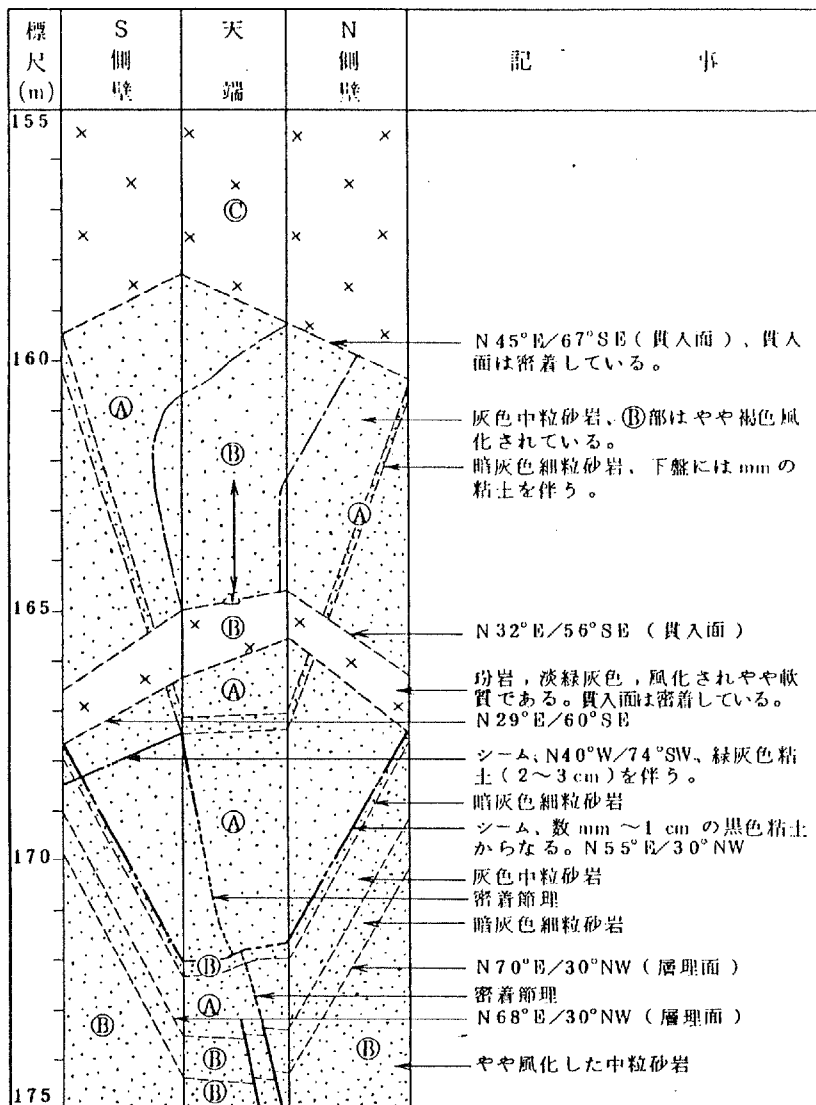 標尺(m)
S側壁
天端
N側壁
記事
155
Ⓒ
N45°E/67°SE(貫入面)、貫入
面は密着している。
160
Ⓐ
灰色中粒砂岩、Ⓑ部はやや褐色風
化されている。
Ⓑ
暗灰色細粒砂岩、下盤にはmmの
粘土を伴う。
Ⓐ
165
Ⓑ
N32°E/56°SE(貫入面)
玢岩,淡緑灰色,風化されやや軟
質である。貫入面は密着している。
Ⓐ
N29°E/60°SE
シーム、N40°W/74°SW、緑灰色粘
土(2~3cm)を伴う。
暗灰色細粒砂岩
Ⓐ
シーム、数mm~1cmの黒色粘土
からなる。N55°E/30°NW
170
灰色中粒砂岩
密着節理
暗灰色細粒砂岩
Ⓑ
N70°E/30°NW(層理面)
密着節理
Ⓐ
N68°E/30°NW(層理面)
Ⓑ
Ⓑ
Ⓑ
やや風化した中粒砂岩
Ⓑ
175